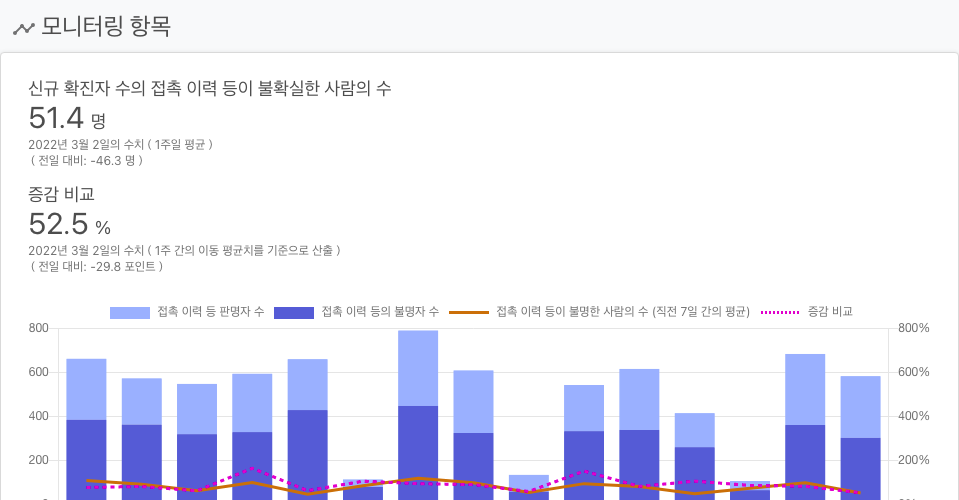 모니터링 항목
신규 확진자 수의 접촉 이력 등이 불확실한 사람의 수
51.4 명
2022년 3월 2일의 수치 ( 1주일 평균 )
( 전일 대비: -46.3 명 )
증감 비교
52.5 %
2022년 3월 2일의 수치 ( 1주 간의 이동 평균치를 기준으로 산출 )
( 전일 대비: -29.8 포인트 )
접촉 이력 등 판명자 수 접촉 이력 등의 불명자 수 접촉 이력 등이 불명한 사람의 수 (직전 7일 간의 평균) 증감 비교
800 800%
600 600%
400 400%
200 200%